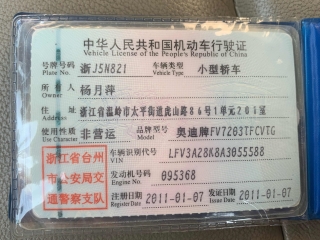 中华人民共和国机动车行驶证
Vehicle License of the People's Republic of China
号牌号码 浙J5N821 车辆类型 小型轿车
Plate No. Vehicle Type
所有人 杨月萍
Owner
住址 浙江省温岭市太平街道虎山路86号1单元201室
Address
使用性质 非营运 品牌型号 奥迪牌FV7203TFCVTG
Use Character Model
浙江省台州市公安局交通警察支队
车辆识别代号 LFV3A28K8A3055588
VIN
发动机号码 095368
Engine No.
注册日期 2011-01-07 发证日期 2011-01-07
Register Date Issue Date